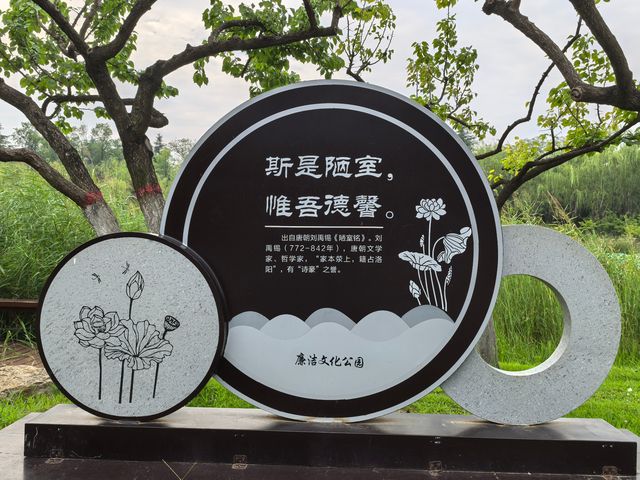 斯是陋室，
惟吾德馨。
出自唐朝刘禹锡《陋室铭》。刘
禹锡（772-842年），唐朝文学
家、哲学家，“家本荥上，籍占洛
阳”，有“诗豪”之誉。
廉洁文化公园